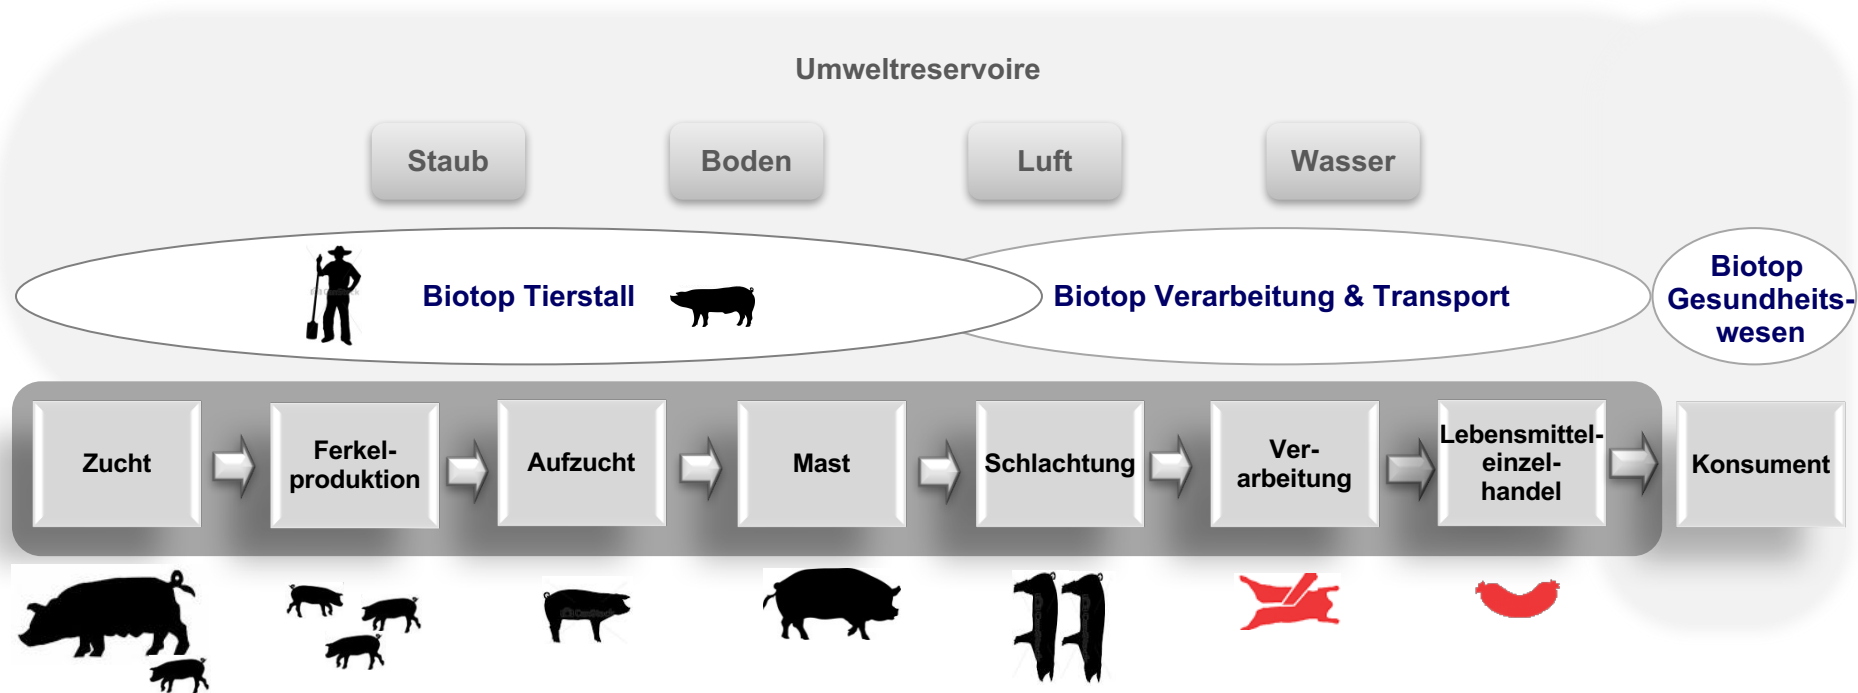 Umweltreservoire
Staub
Boden
Luft
Wasser
Biotop Tierstall
Biotop Verarbeitung & Transport
Biotop
Gesundheits-
wesen
Zucht
Ferkel-
produktion
Aufzucht
Mast
Schlachtung
Ver-
arbeitung
Lebensmittel-
einzel-
handel
Konsument